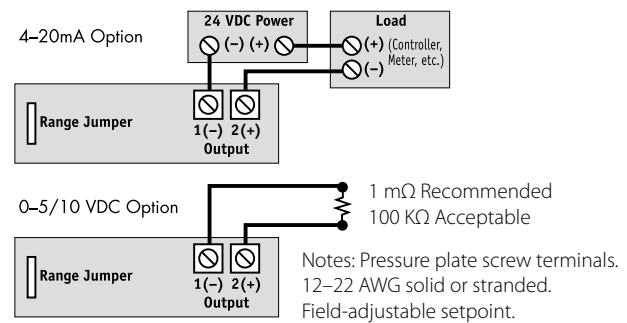 4–20mA Option
24 VDC Power
(–) (+)
Load
(+) (Controller,
Meter, etc.)
(–)
Range Jumper
1(–) 2(+)
Output
0–5/10 VDC Option
1 mΩ Recommended
100 KΩ Acceptable
Range Jumper
1(–) 2(+)
Output
Notes: Pressure plate screw terminals.
12–22 AWG solid or stranded.
Field-adjustable setpoint.